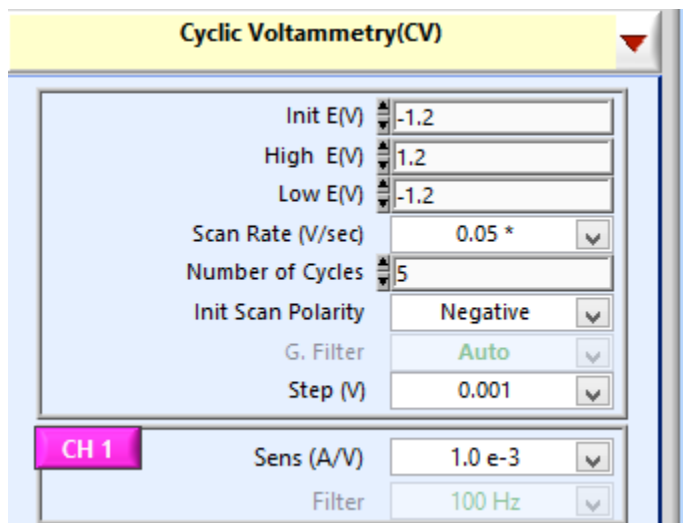 Cyclic Voltammetry(CV)
Init E(V) -1.2
High E(V) 1.2
Low E(V) -1.2
Scan Rate (V/sec) 0.05 *
Number of Cycles 5
Init Scan Polarity Negative
G. Filter Auto
Step (V) 0.001
CH 1
Sens (A/V) 1.0 e-3
Filter 100 Hz